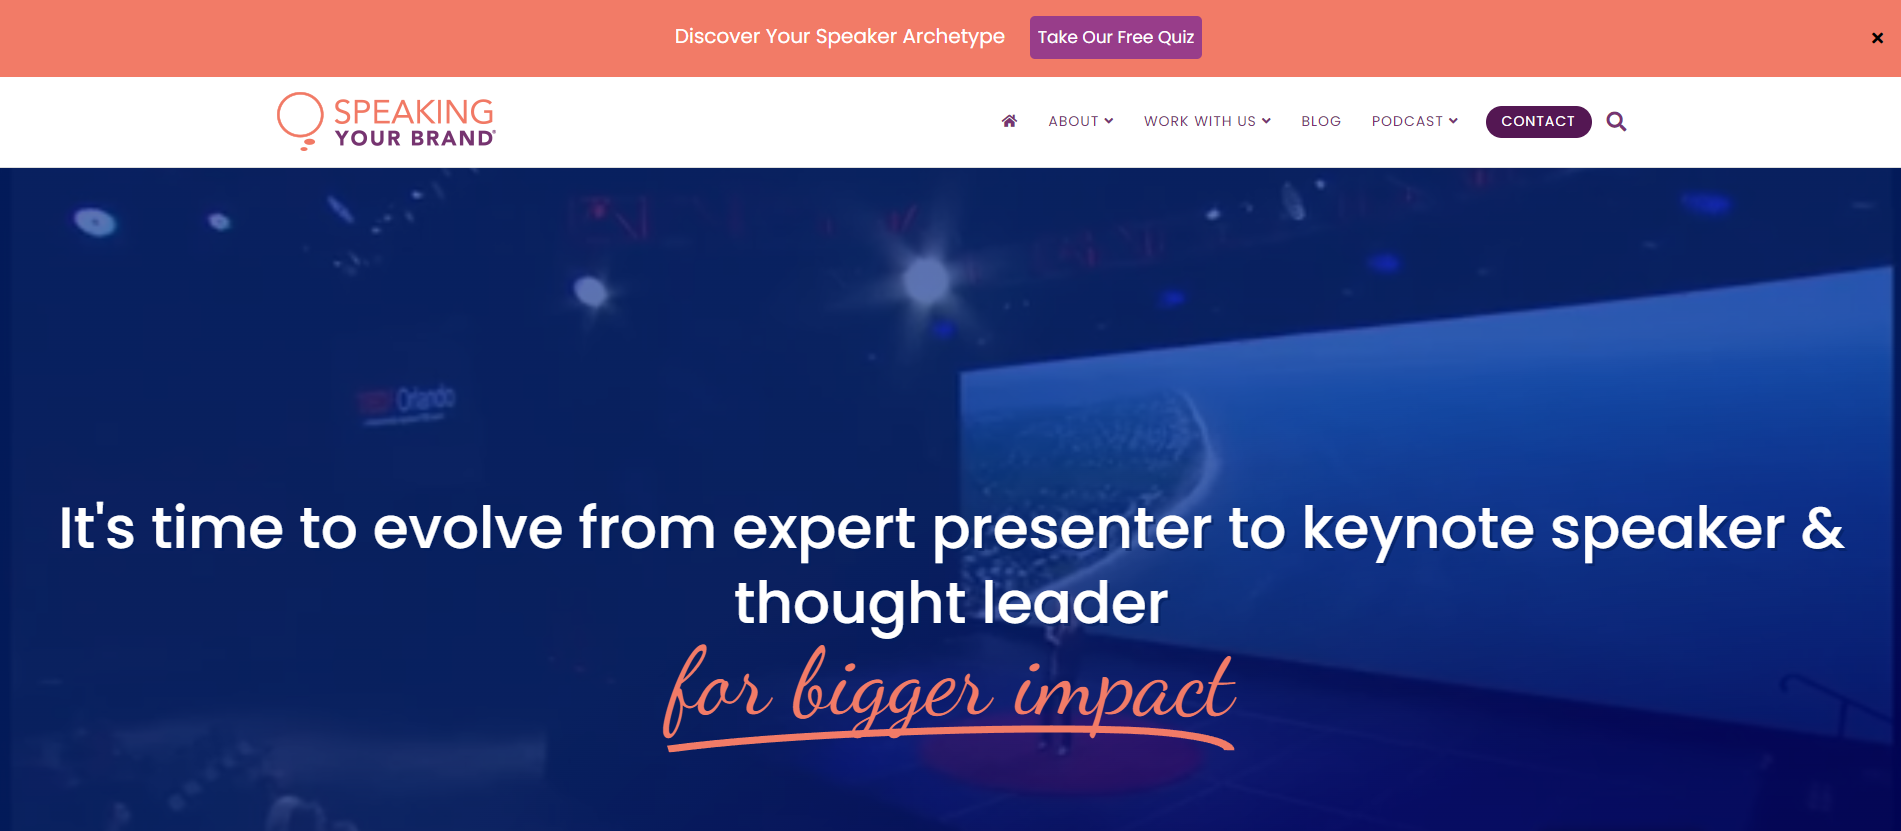 Discover Your Speaker Archetype
Take Our Free Quiz
SPEAKING
YOUR BRAND®
ABOUT
WORK WITH US
BLOG
PODCAST
CONTACT
Orlando
It's time to evolve from expert presenter to keynote speaker &
thought leader
for bigger impact